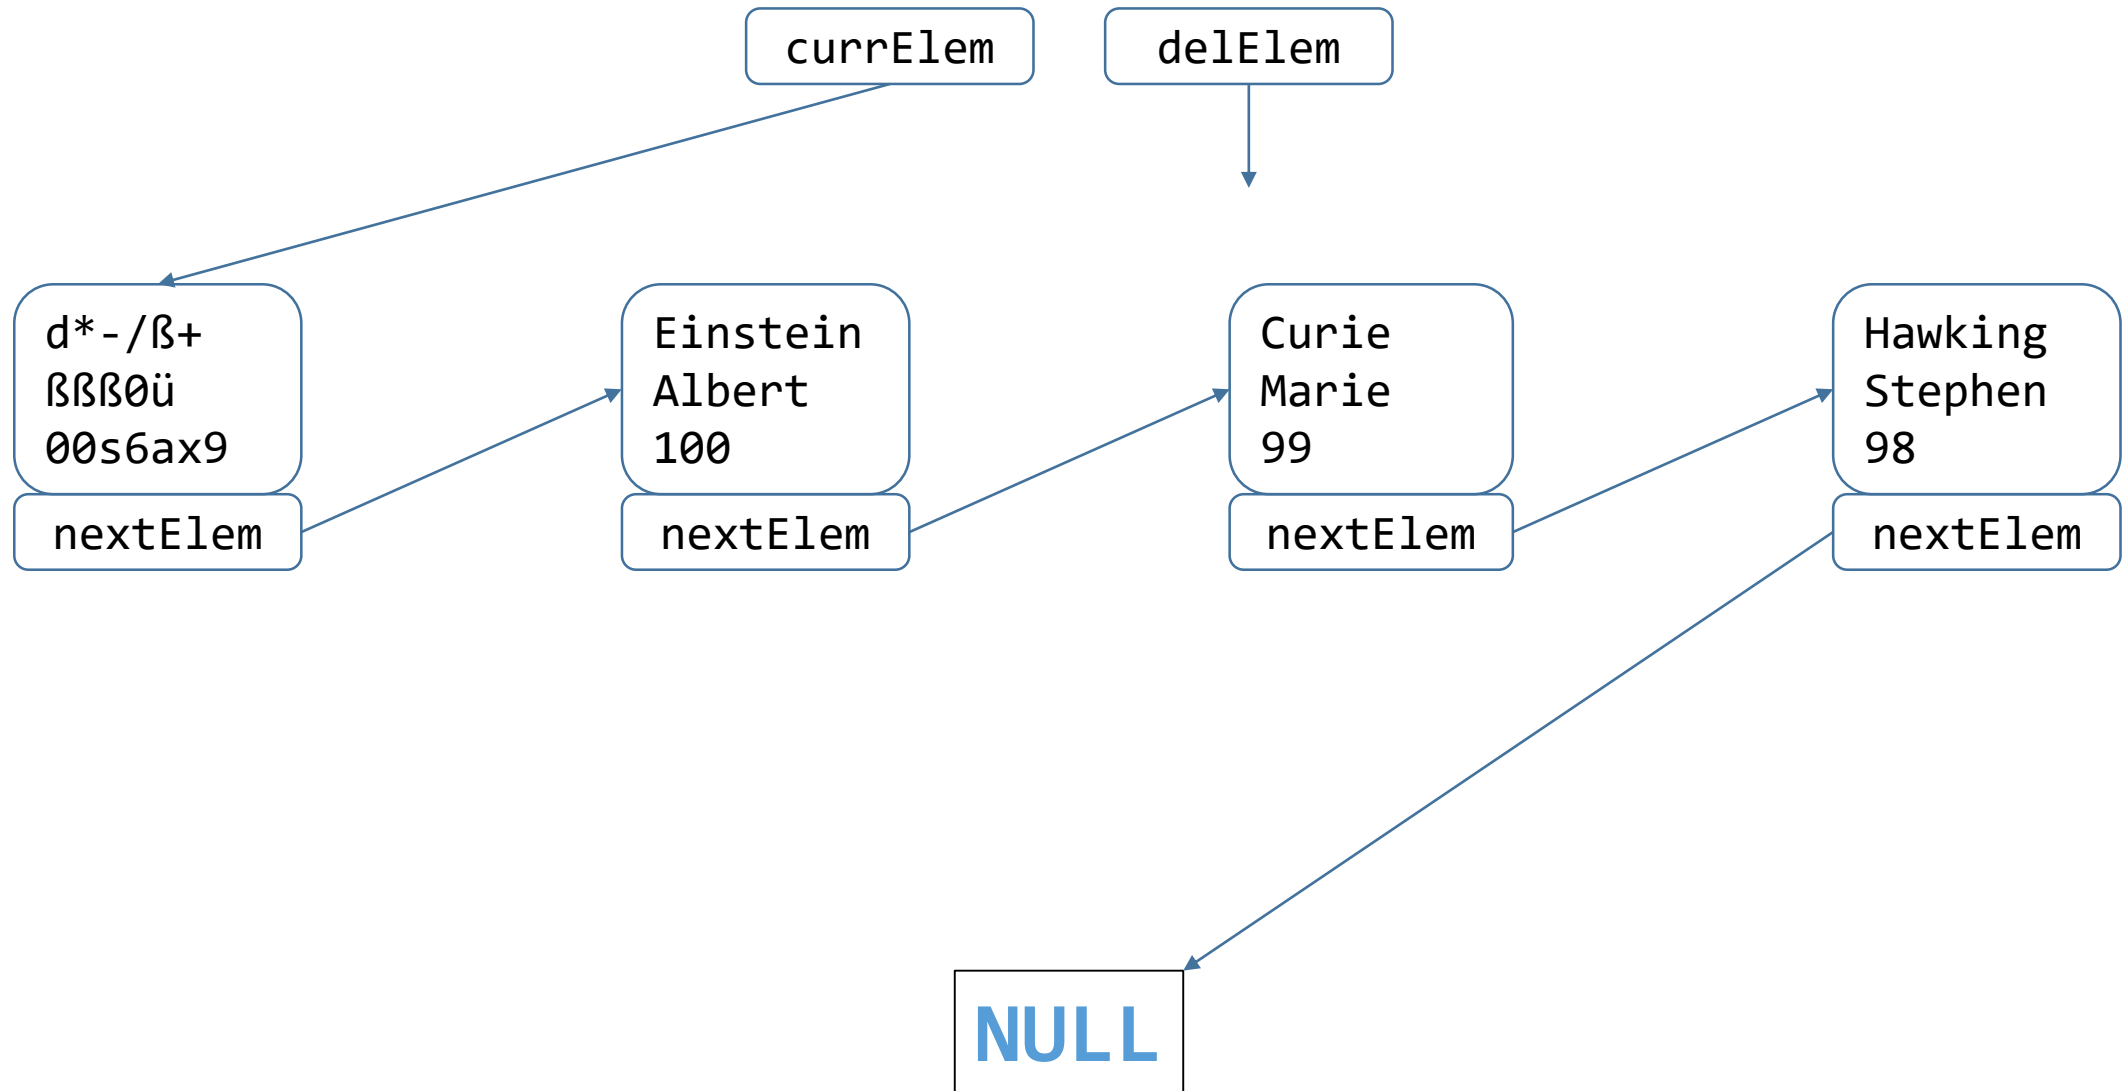 currElem
delElem
d*-/ß+
ßßß0ü
00s6ax9
nextElem
Einstein
Albert
100
nextElem
Curie
Marie
99
nextElem
Hawking
Stephen
98
nextElem
NULL